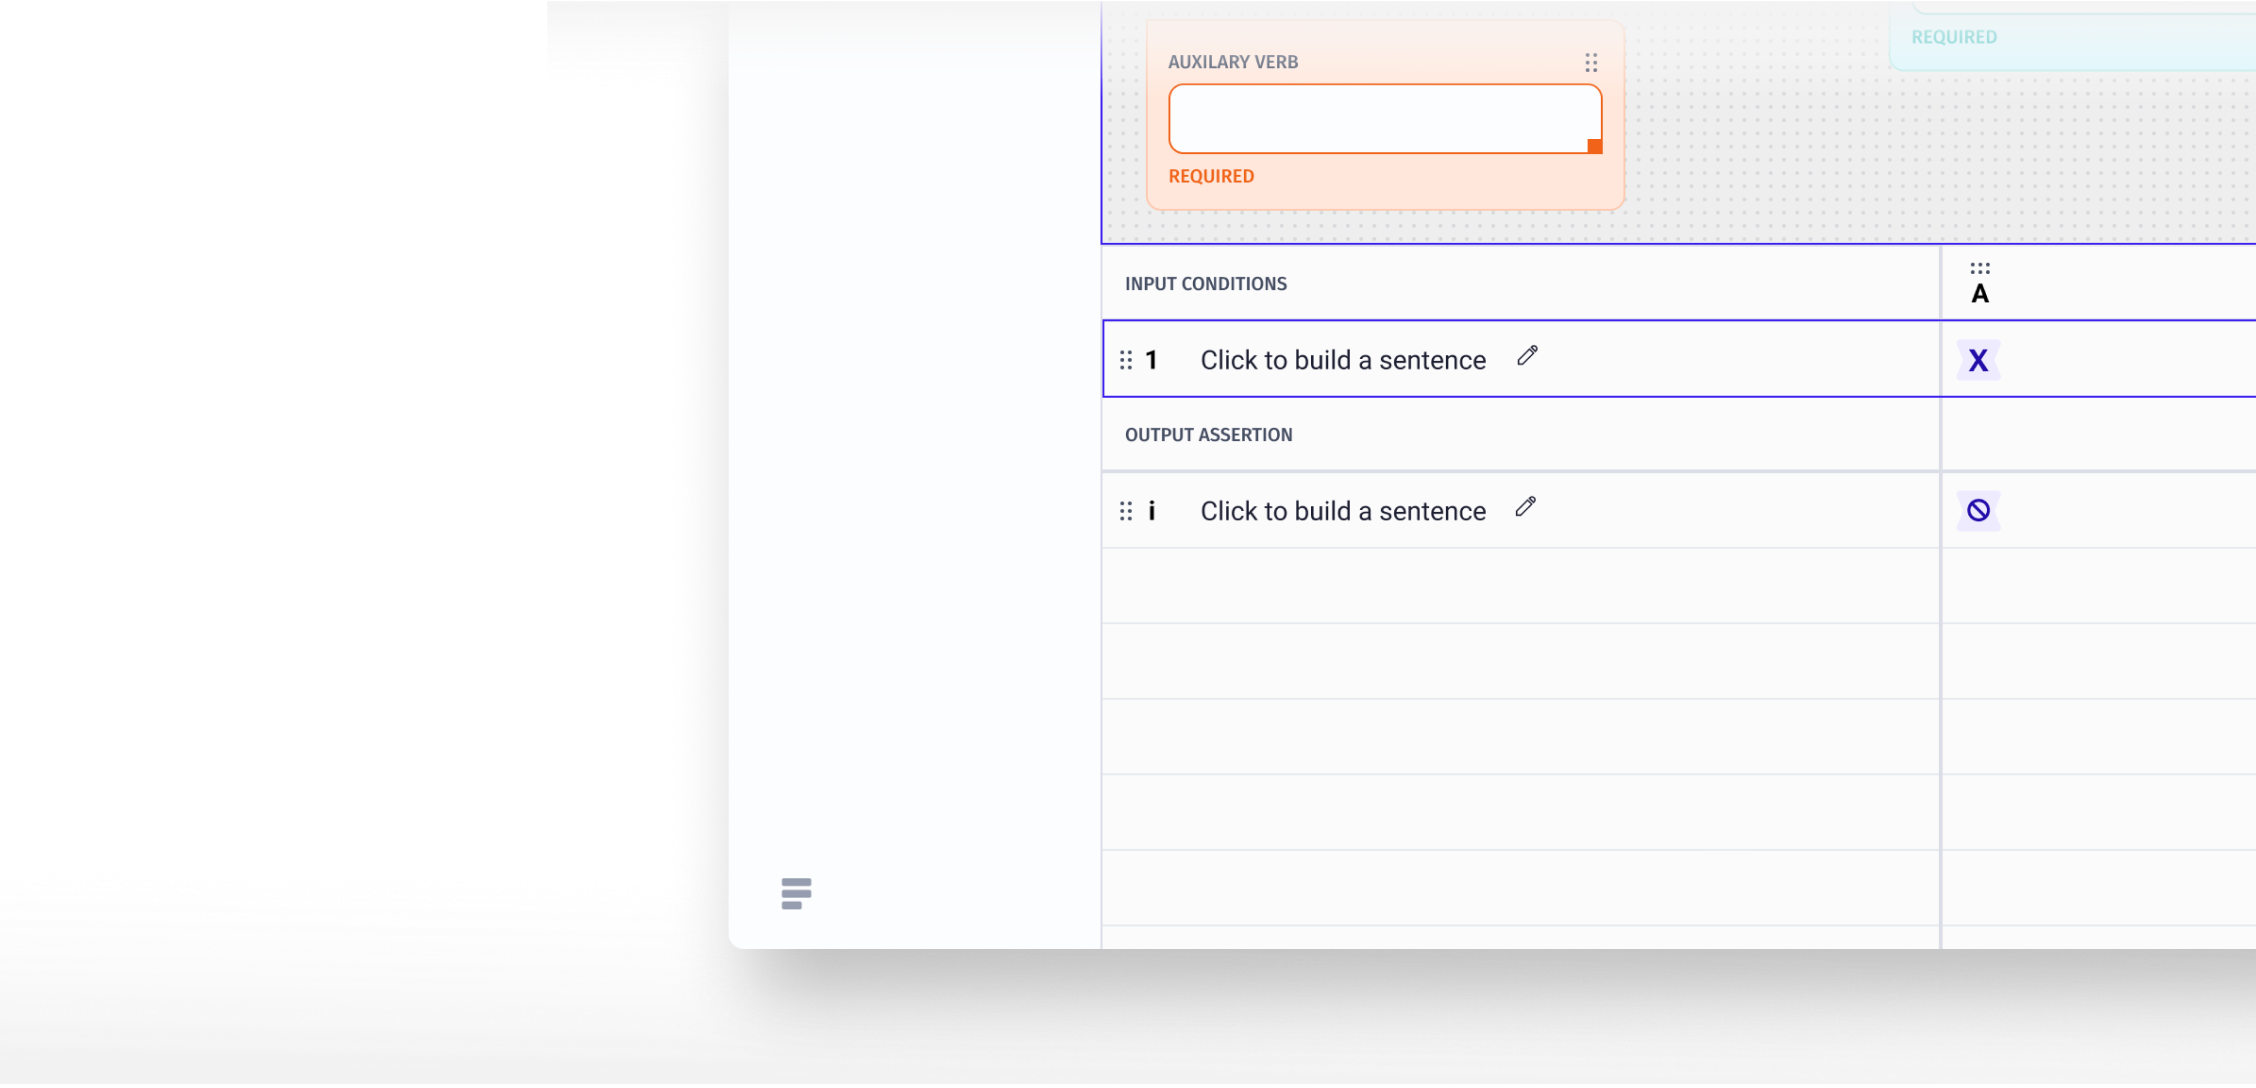 REQUIRED
AUXILARY VERB
REQUIRED
INPUT CONDITIONS
A
1 Click to build a sentence X
OUTPUT ASSERTION
i Click to build a sentence